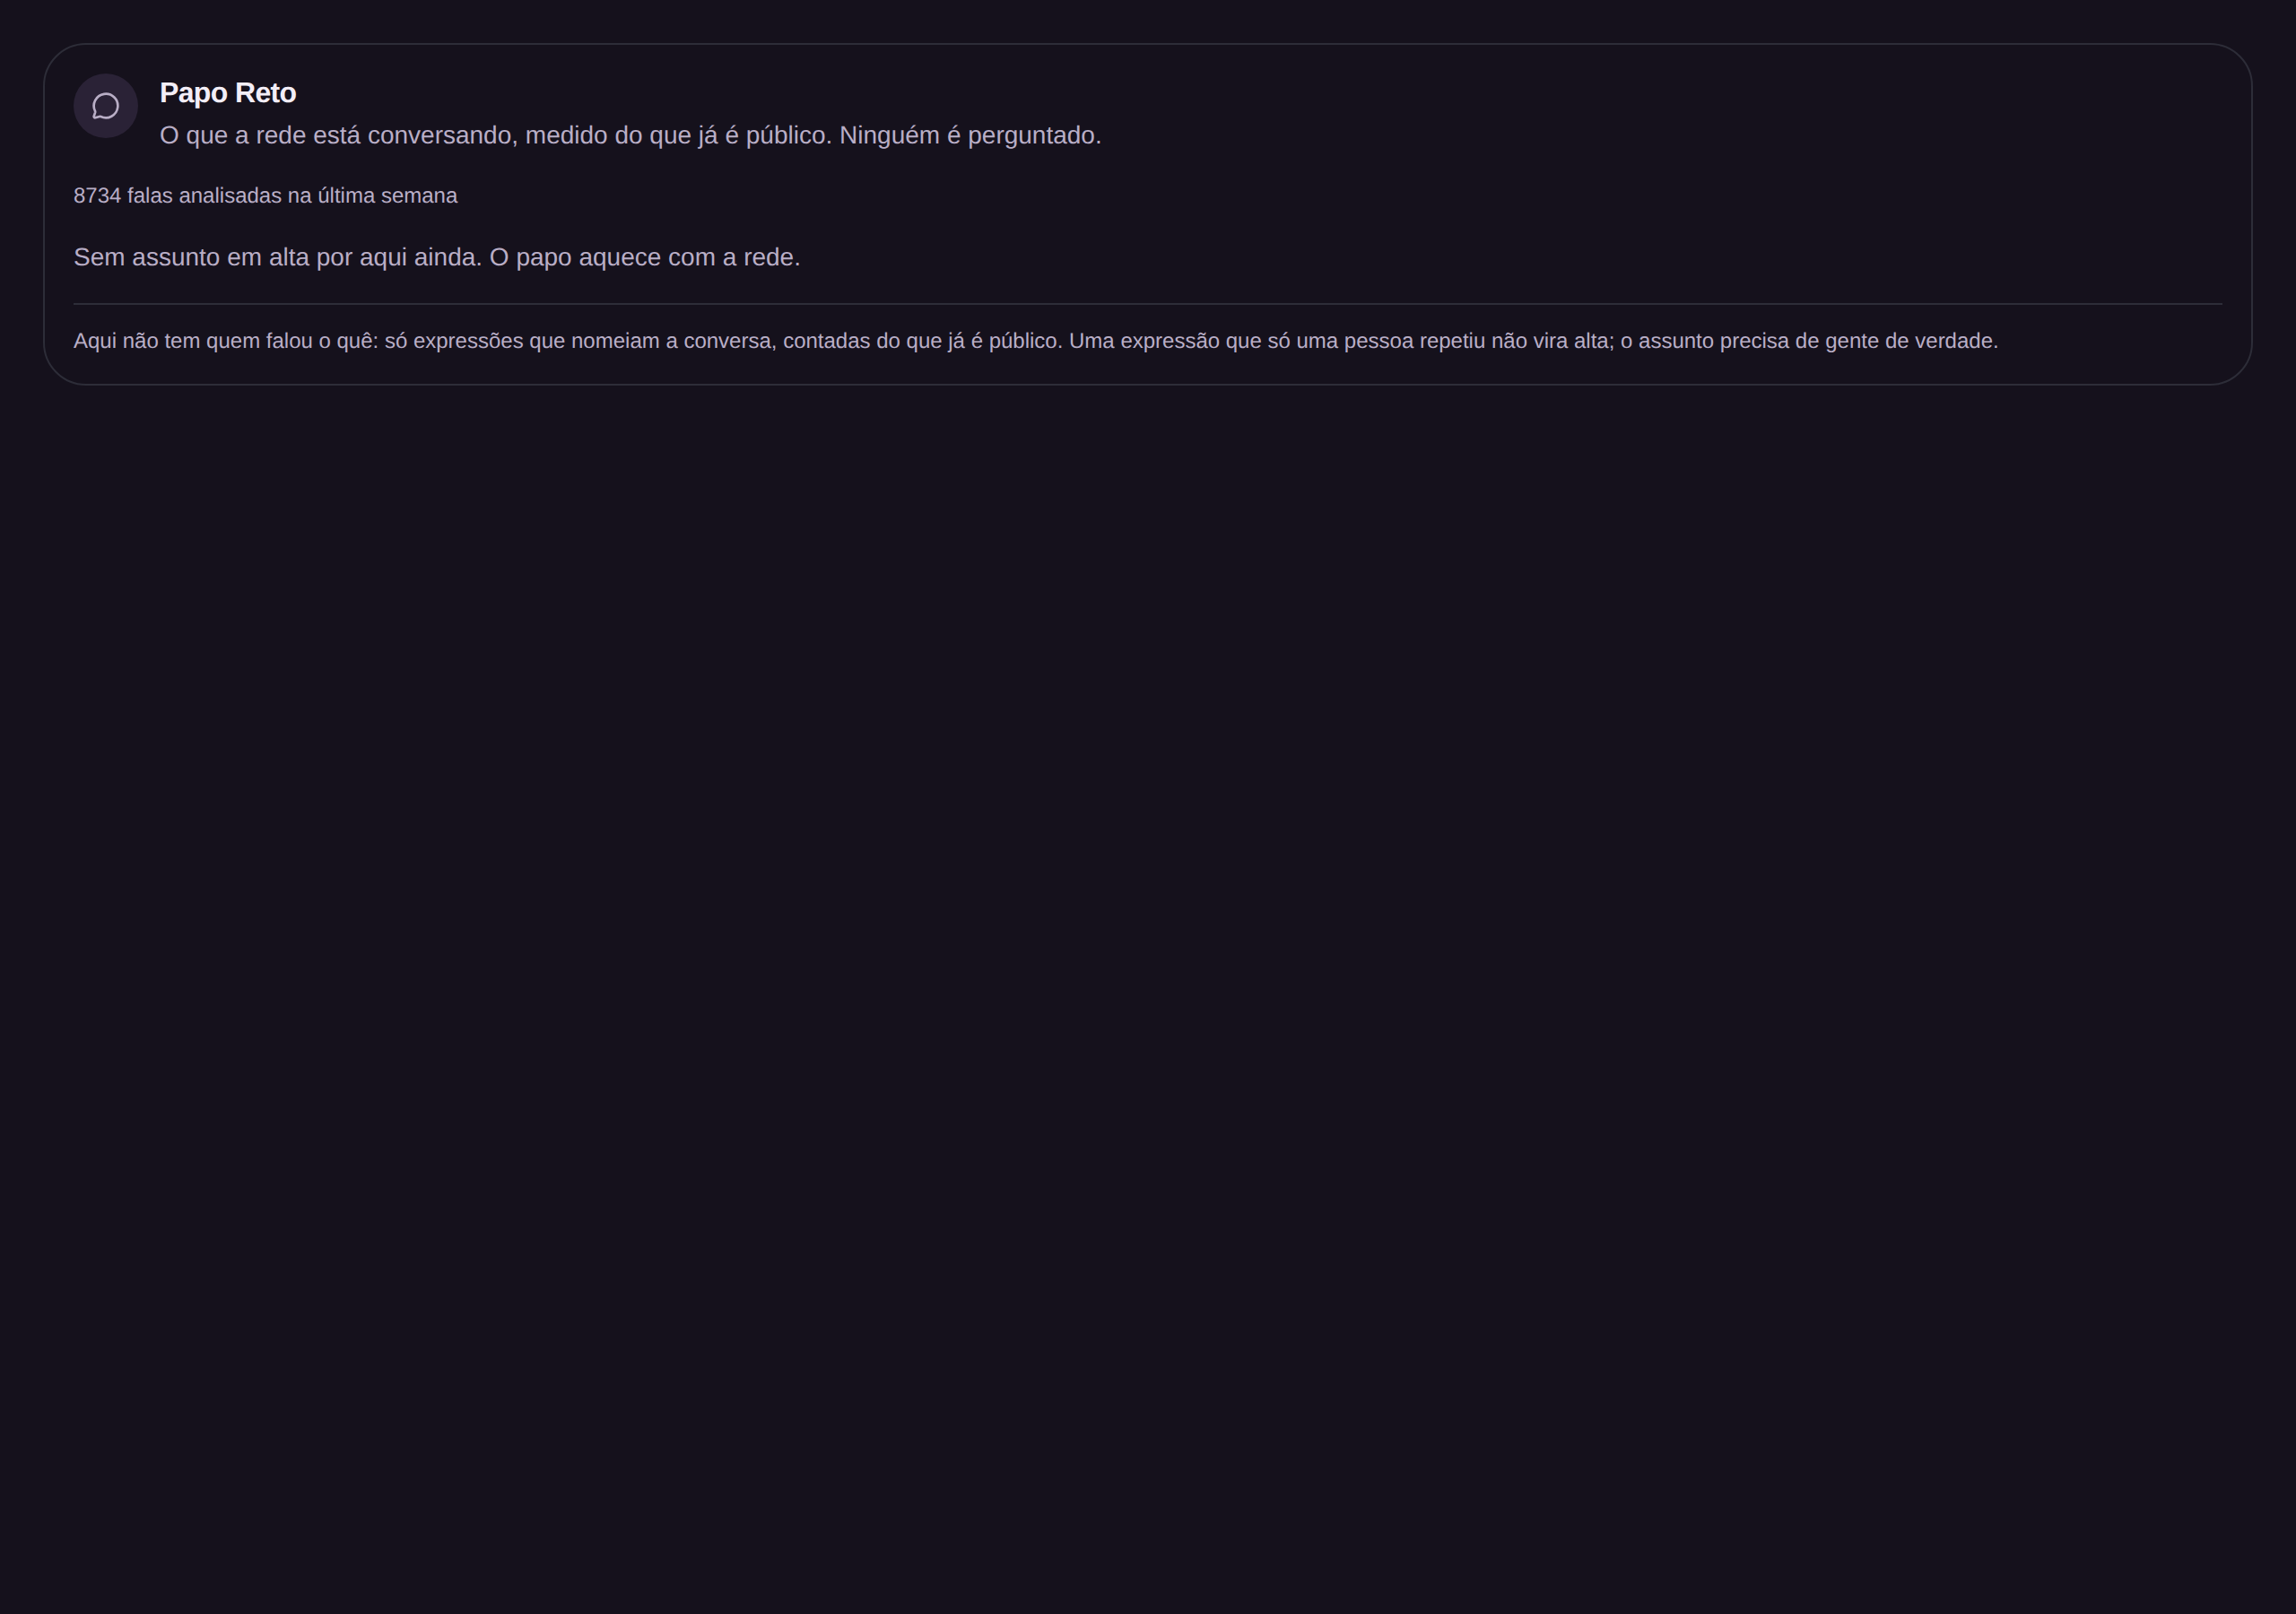 Papo Reto
O que a rede está conversando, medido do que já é público. Ninguém é perguntado.
8734 falas analisadas na última semana
Sem assunto em alta por aqui ainda. O papo aquece com a rede.
Aqui não tem quem falou o quê: só expressões que nomeiam a conversa, contadas do que já é público. Uma expressão que só uma pessoa repetiu não vira alta; o assunto precisa de gente de verdade.